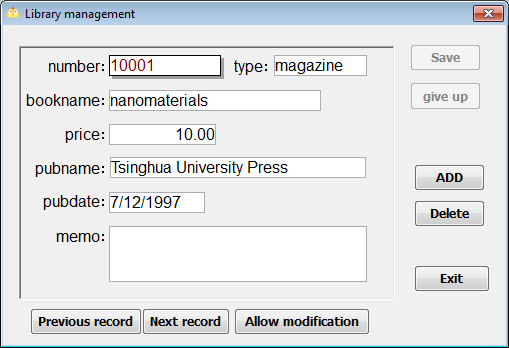 Library management
number: 10001 type: magazine
Save
bookname: nanomaterials
give up
price: 10.00
pubname: Tsinghua University Press
ADD
pubdate: 7/12/1997
Delete
memo:
Exit
Previous record Next record Allow modification